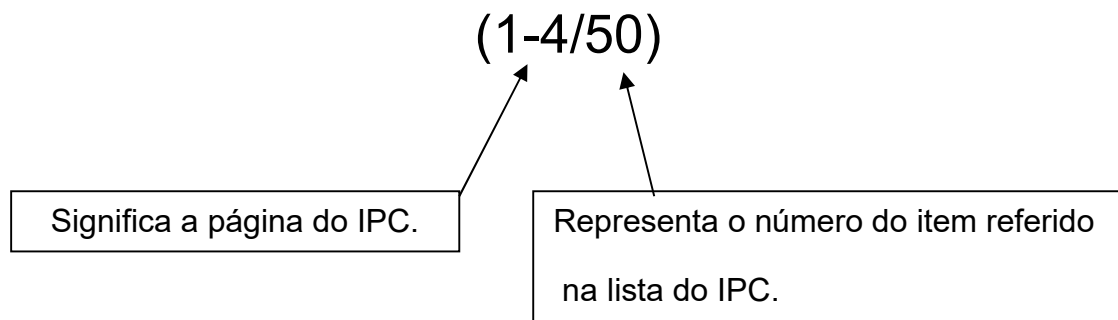 (1-4/50)
Significa a página do IPC.
Representa o número do item referido
na lista do IPC.